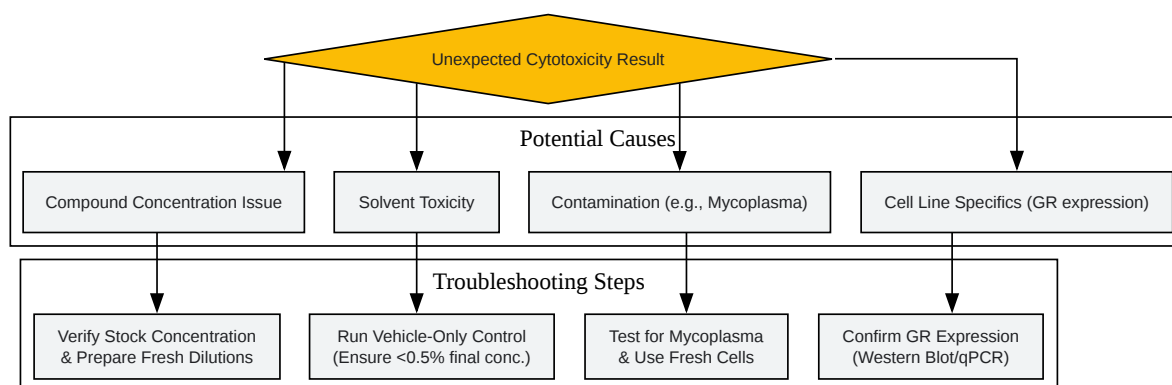 Unexpected Cytotoxicity Result
Potential Causes
Compound Concentration Issue
Solvent Toxicity
Contamination (e.g., Mycoplasma)
Cell Line Specifics (GR expression)
Troubleshooting Steps
Verify Stock Concentration
& Prepare Fresh Dilutions
Run Vehicle-Only Control
(Ensure <0.5% final conc.)
Test for Mycoplasma
& Use Fresh Cells
Confirm GR Expression
(Western Blot/qPCR)